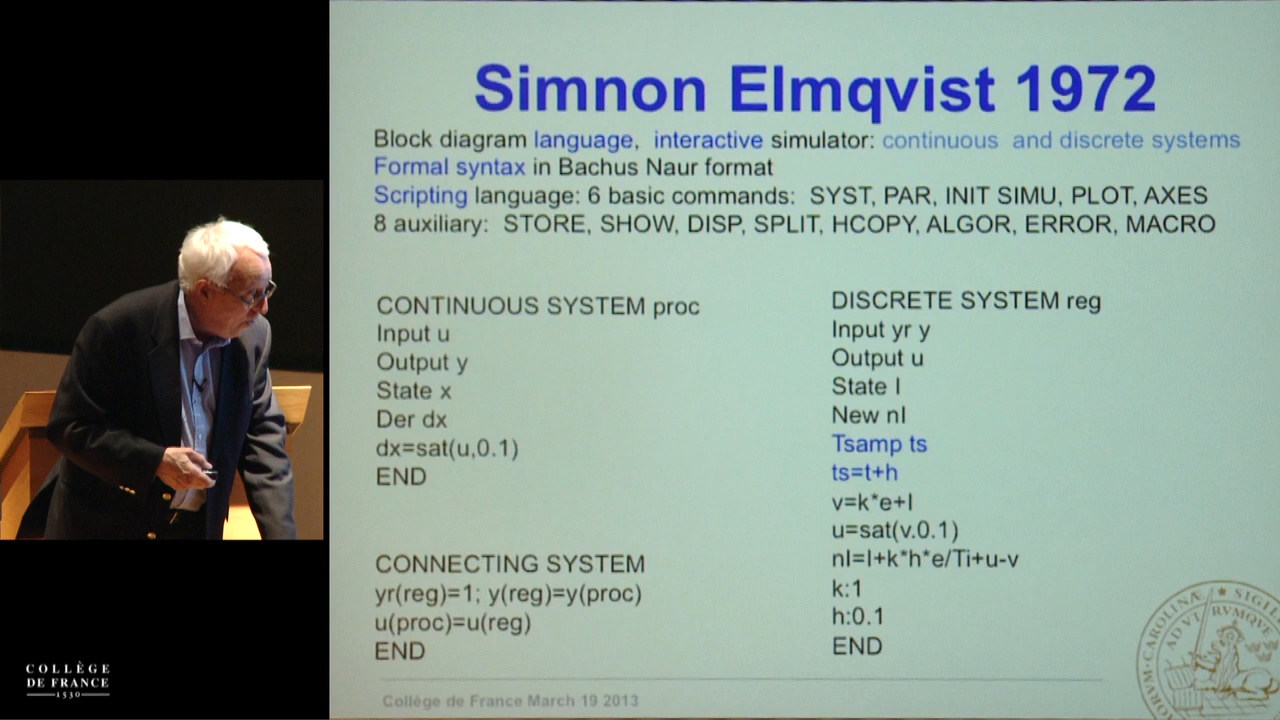 Simnon Elmqvist 1972
Block diagram language, interactive simulator: continuous and discrete systems
Formal syntax in Bachus Naur format
Scripting language: 6 basic commands: SYST, PAR, INIT SIMU, PLOT, AXES
8 auxiliary: STORE, SHOW, DISP, SPLIT, HCOPY, ALGOR, ERROR, MACRO
CONTINUOUS SYSTEM proc
Input u
Output y
State x
Der dx
dx=sat(u,0.1)
END
CONNECTING SYSTEM
yr(reg)=1; y(reg)=y(proc)
u(proc)=u(reg)
END
DISCRETE SYSTEM reg
Input yr y
Output u
State I
New nI
Tsamp ts
ts=t+h
v=k*e+I
u=sat(v.0.1)
nI=I+k*h*e/Ti+u-v
k:1
h:0.1
END
Collège de France March 19 2013
COLLÈGE
DE FRANCE
1530
CAROLINÆ * SIGIL
AD VTRVMQVE